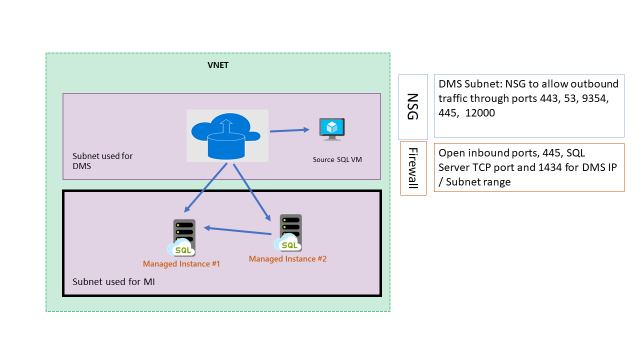 VNET
Subnet used for
DMS
Source SQL VM
SQL
SQL
Managed Instance #1
Managed Instance #2
Subnet used for MI
NSG
DMS Subnet: NSG to allow outbound
traffic through ports 443, 53, 9354,
445, 12000
Firewall
Open inbound ports, 445, SQL
Server TCP port and 1434 for DMS IP
/ Subnet range